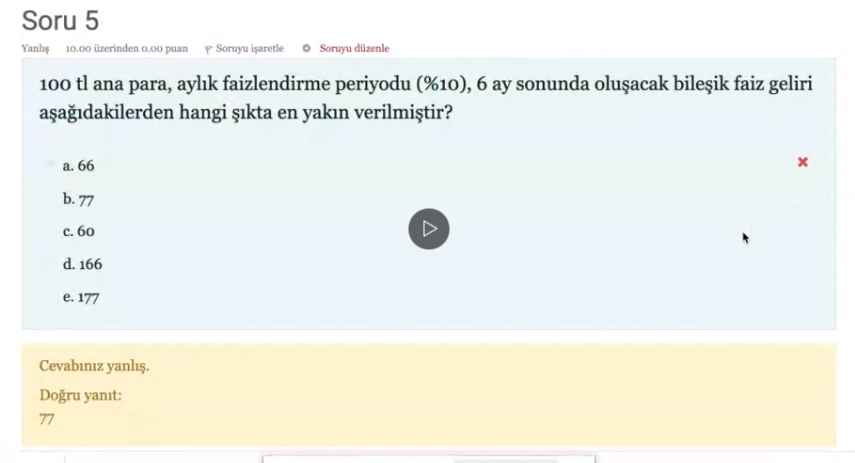 Soru 5
Yanlış 10.00 üzerinden 0.00 puan Soruyu işaretle Soruyu düzenle
100 tl ana para, aylık faizlendirme periyodu (%10), 6 ay sonunda oluşacak bileşik faiz geliri
aşağıdakilerden hangi şıkta en yakın verilmiştir?
a. 66
b. 77
c. 60
d. 166
e. 177
Cevabınız yanlış.
Doğru yanıt:
77